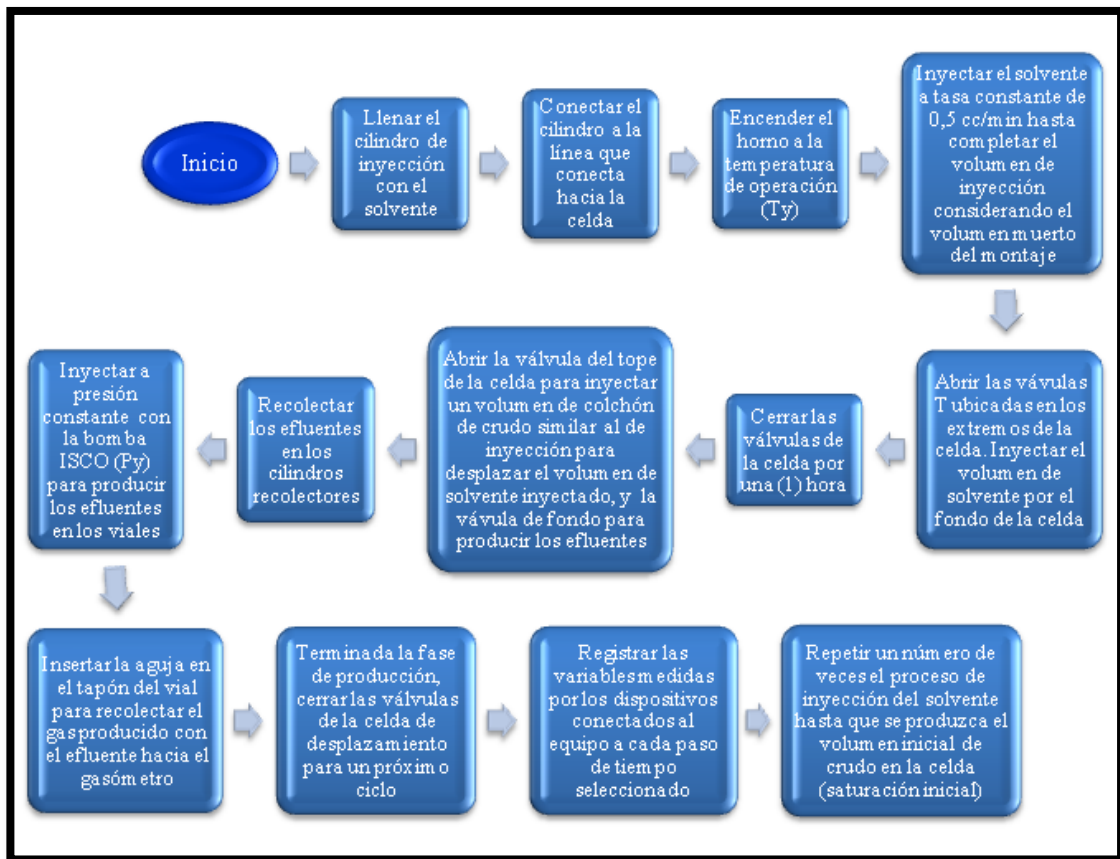 Inicio
Llenar el
cilindro de
inyección
con el
solvente
Conectar el
cilindro a la
línea que
conecta
hacia la
celda
Encender el
horno a la
temperatura
de operación
(Ty)
Inyectar el solvente
a tasa constante de
0,5 cc/min hasta
completar el
volumen de
inyección
considerando el
volumen muerto
del montaje
Abrir las vávulas
T ubicadas en los
extremos de la
celda. Inyectar el
volumen de
solvente por el
fondo de la celda
Cerrar las
válvulas de
la celda por
una (1) hora
Abrir la válvula del tope
de la celda para inyectar
un volumen de colchón
de crudo similar al de
inyección para
desplazar el volumen de
solvente inyectado, y la
vávula de fondo para
producir los efluentes
Recolectar
los efluentes
en los
cilindros
recolectores
Inyectar a
presión
constante con
la bomba
ISCO (Py)
para producir
los efluentes
en los viales
Insertar la aguja en
el tapón del vial
para recolectar el
gas producido con
el efluente hacia el
gasómetro
Terminada la fase
de producción,
cerrar las válvulas
de la celda de
desplazamiento
para un próximo
ciclo
Registrar las
variables medidas
por los dispositivos
conectados al
equipo a cada paso
de tiempo
seleccionado
Repetir un número de
veces el proceso de
inyección del solvente
hasta que se produzca el
volumen inicial de
crudo en la celda
(saturación inicial)